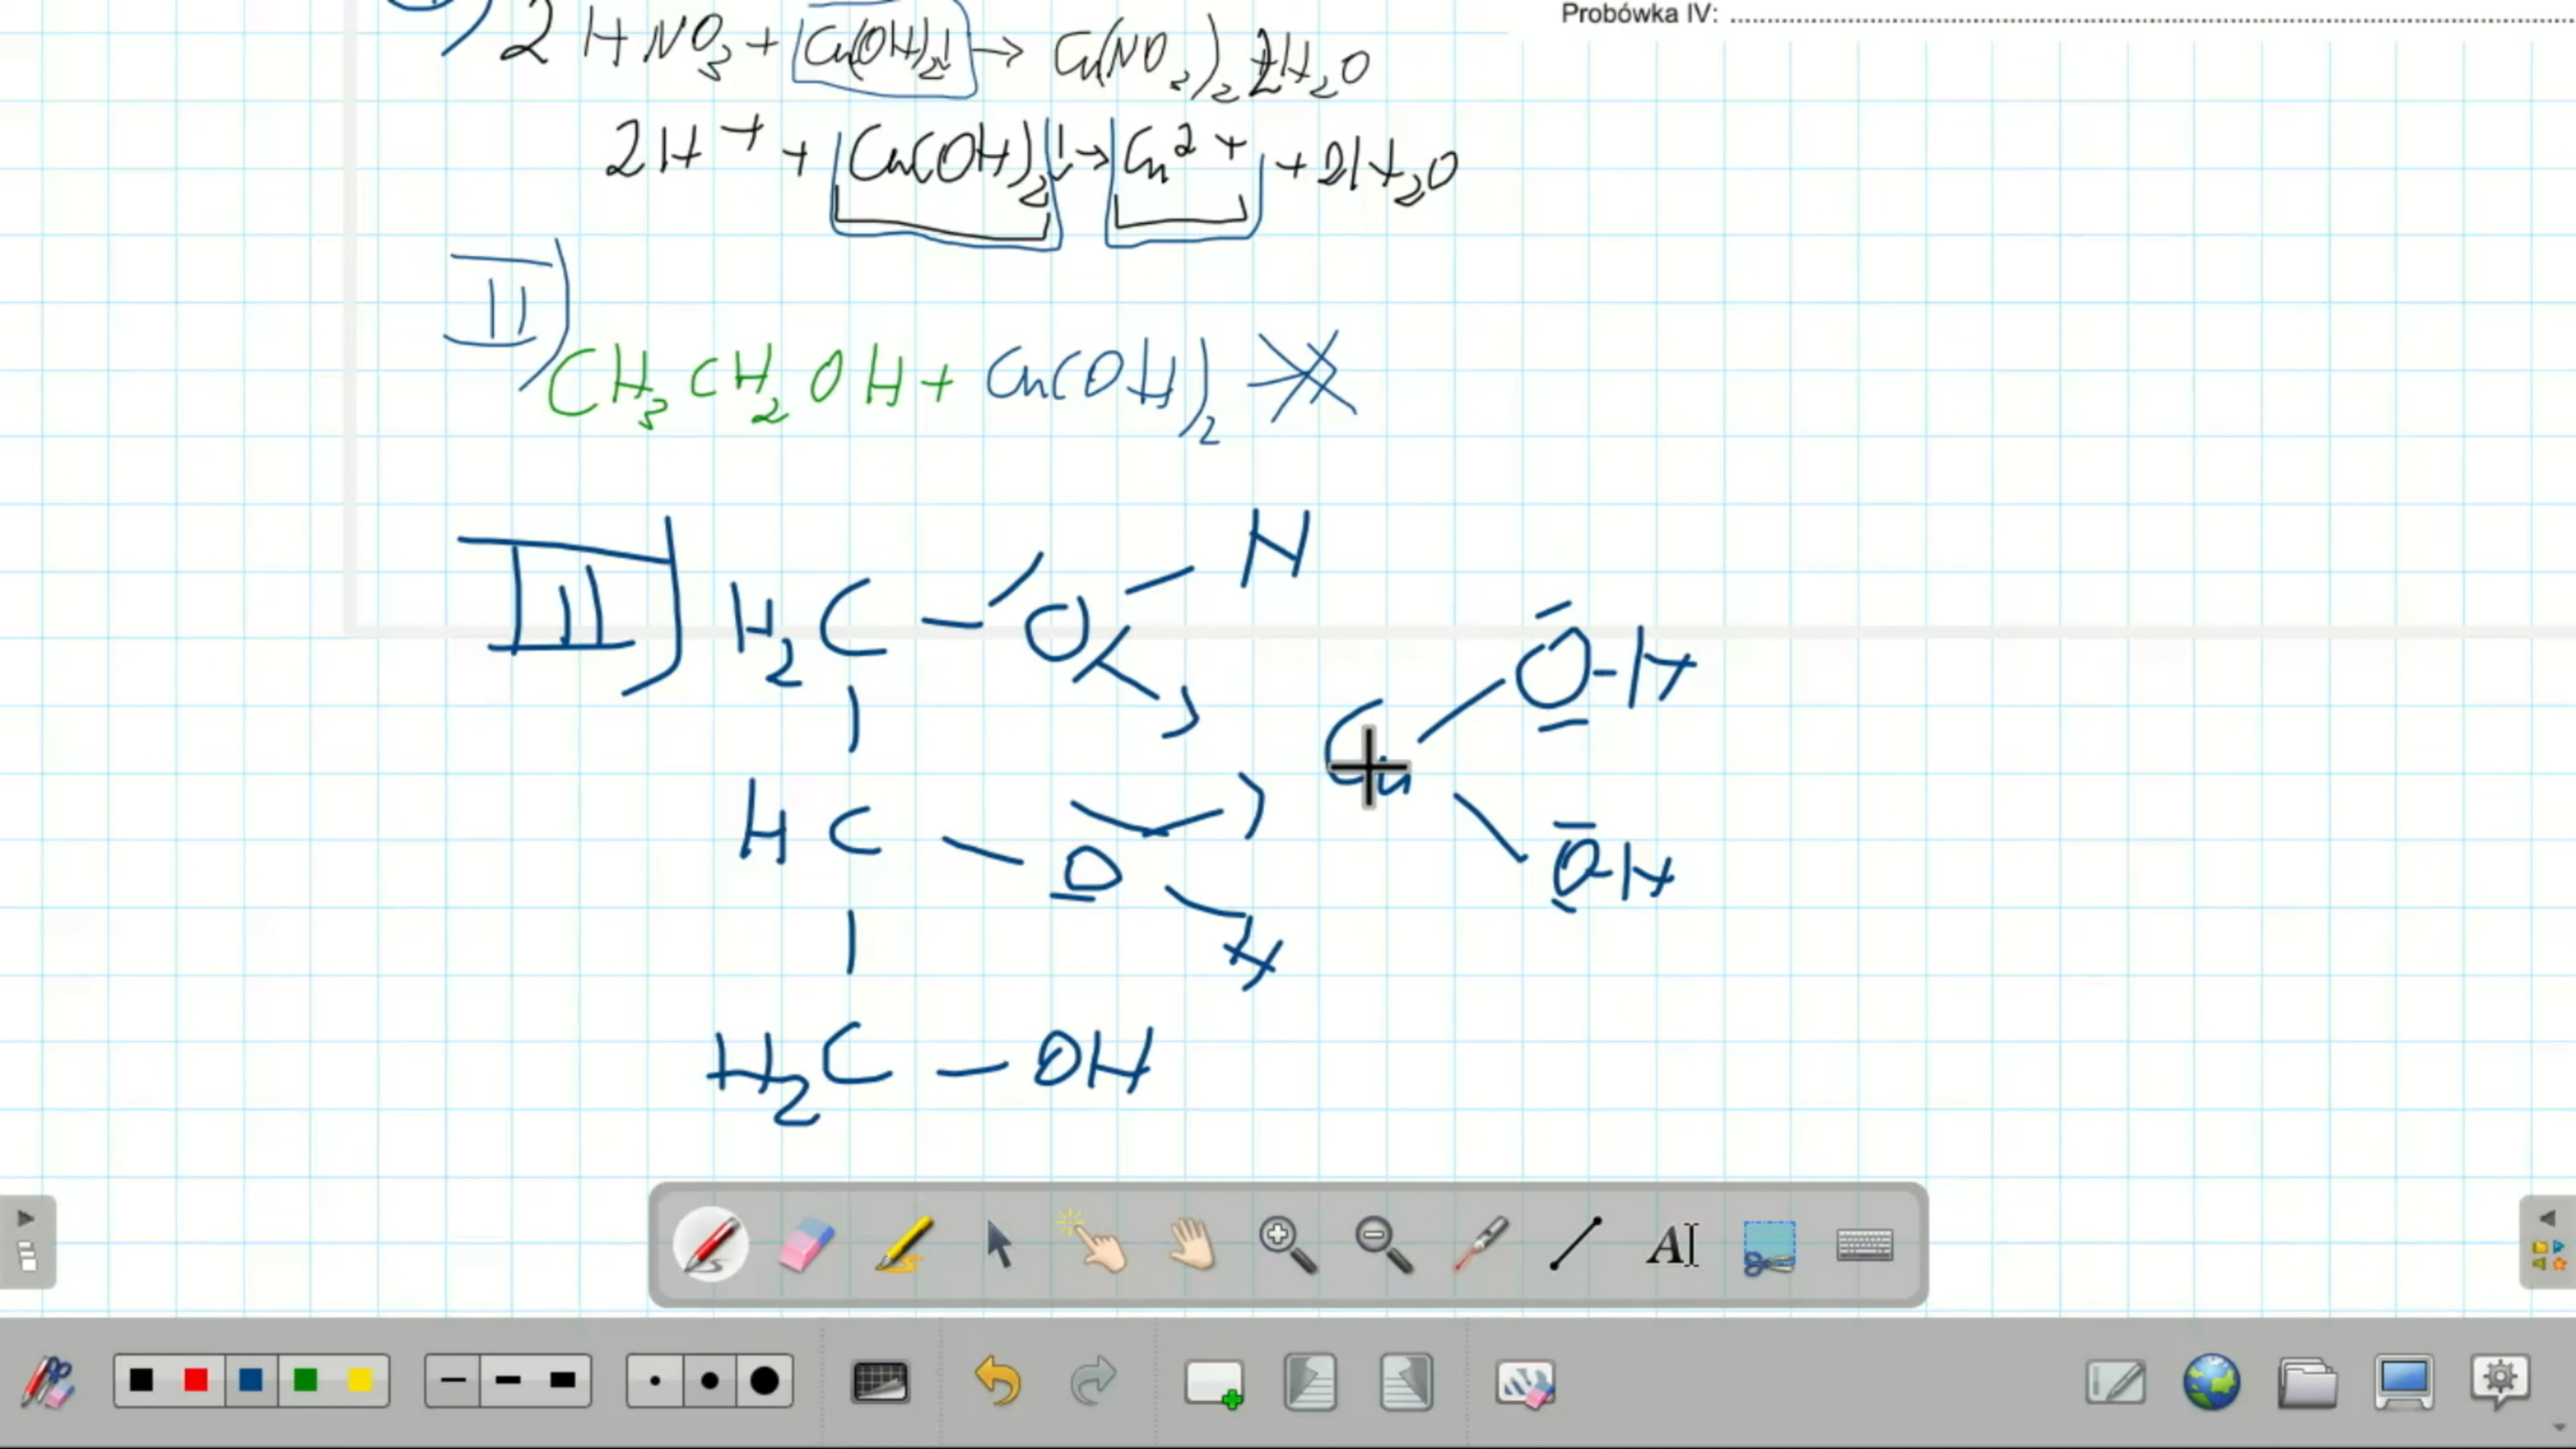 Probówka IV: ........................................
2 HNO₃ + Cu(OH)₂↓ → Cu(NO₃)₂ + 2H₂O
2H⁺ + Cu(OH)₂↓ → Cu²⁺ + 2H₂O
II)
CH₃CH₂OH + Cu(OH)₂
III) H₂C – O – H
Cu
O-H
HC – O – H
O-H
H₂C – OH
AI